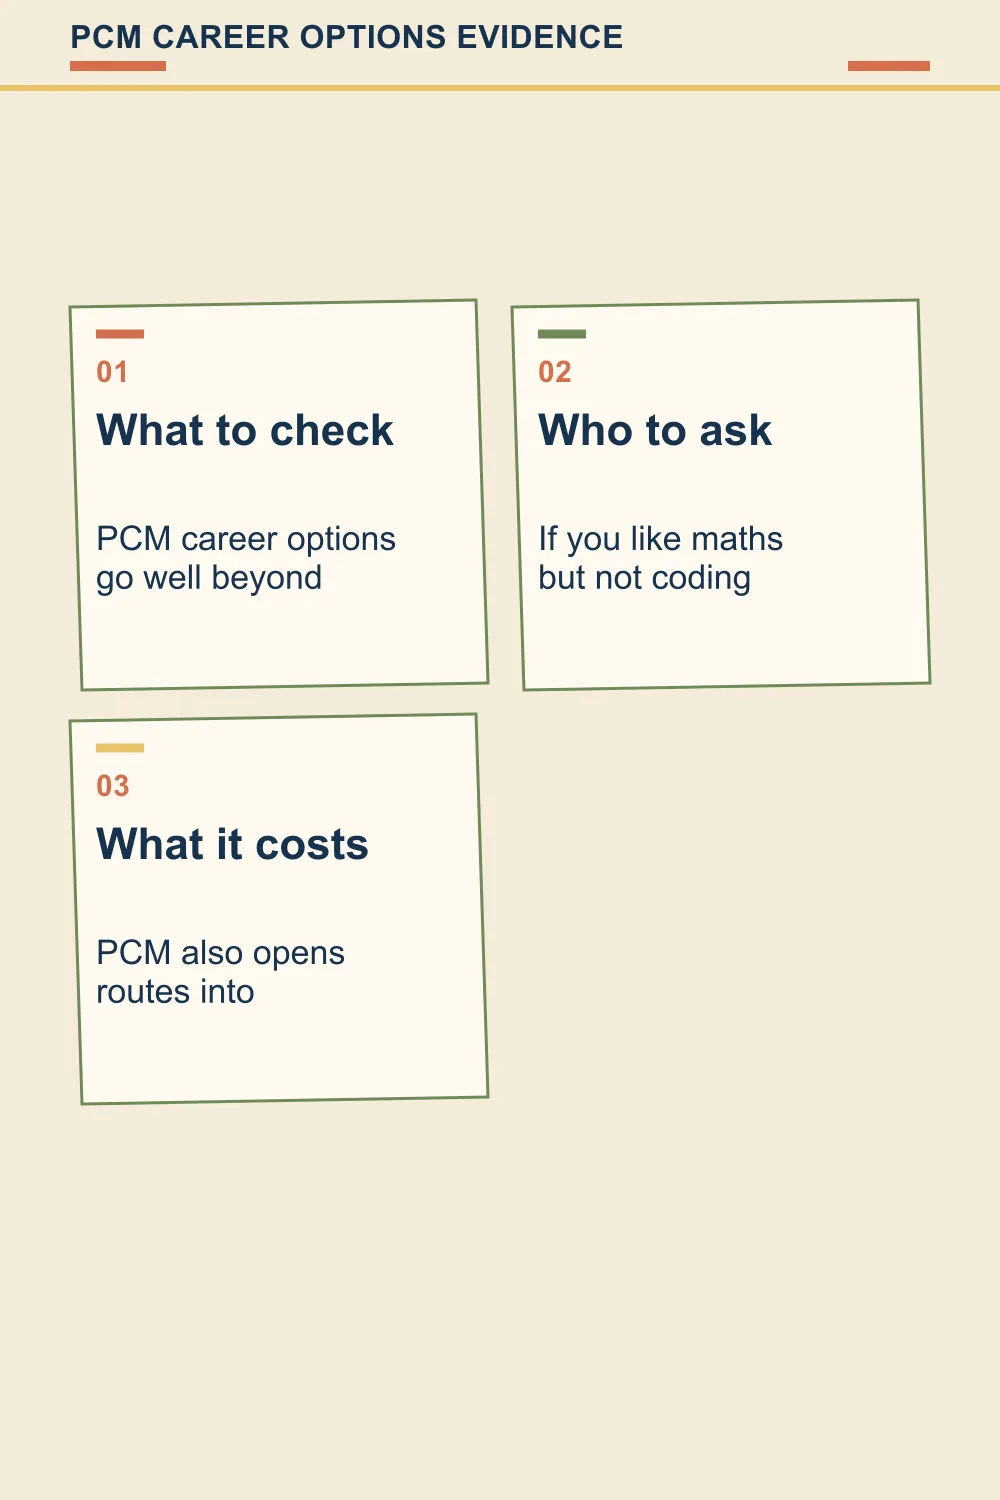 PCM CAREER OPTIONS EVIDENCE
01
What to check
PCM career options
go well beyond
02
Who to ask
If you like maths
but not coding
03
What it costs
PCM also opens
routes into